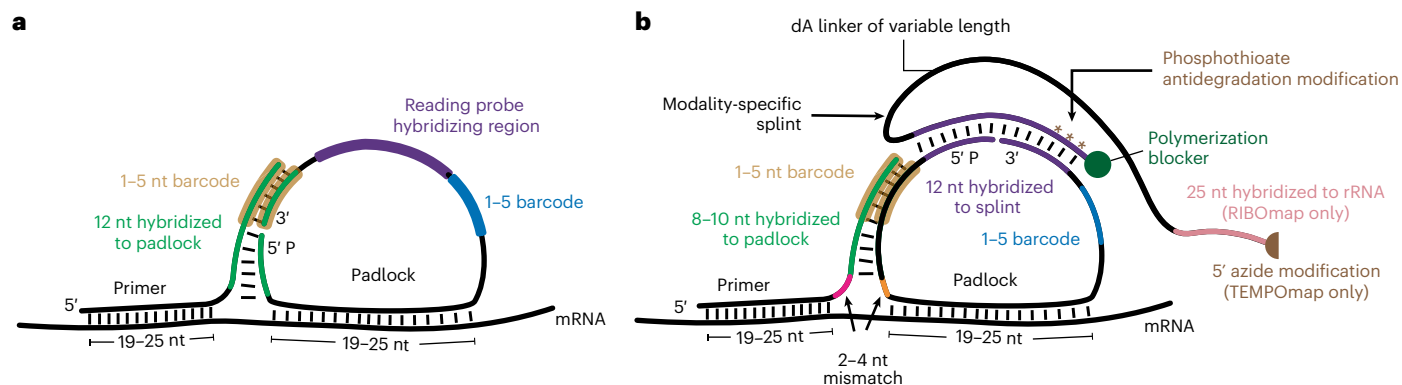 a
Reading probe
hybridizing region
1–5 nt barcode
1–5 barcode
12 nt hybridized
to padlock
3′
5′ P
Padlock
Primer
5′
mRNA
19–25 nt
19–25 nt
b
dA linker of variable length
Phosphothioate
antidegradation modification
Modality-specific
splint
Polymerization
blocker
5′ P
3′
1–5 nt barcode
12 nt hybridized
to splint
25 nt hybridized to rRNA
(RIBOmap only)
8–10 nt hybridized
to padlock
1–5 barcode
5′ azide modification
(TEMPOmap only)
Primer
Padlock
5′
mRNA
19–25 nt
19–25 nt
2–4 nt
mismatch